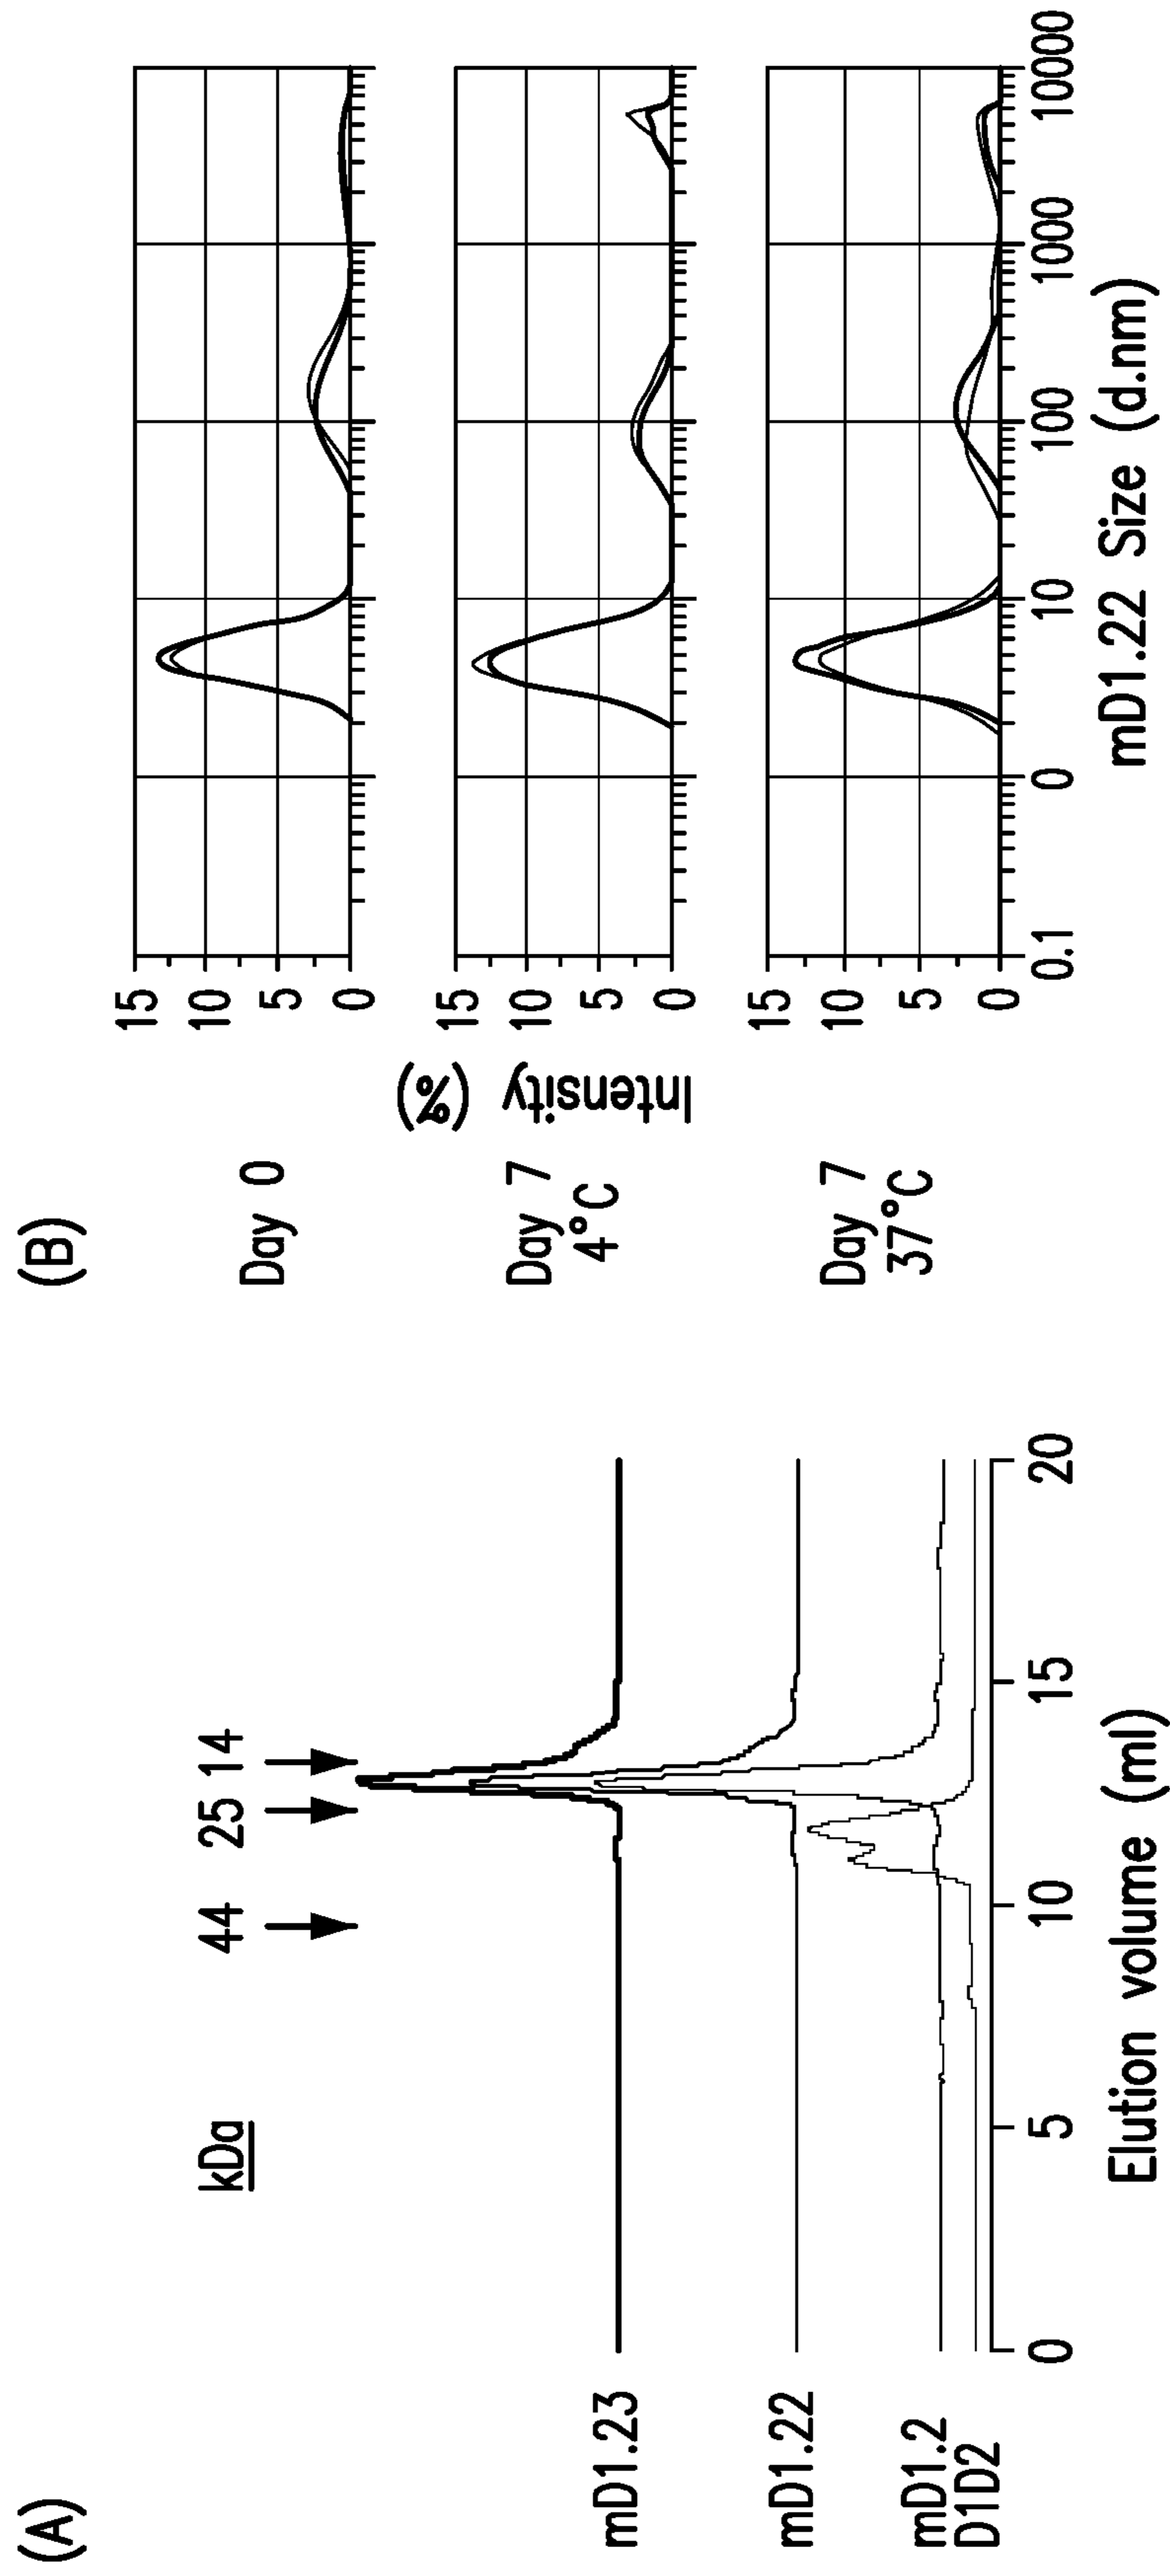 (A)
kDa
44 25 14
mD1.23
mD1.22
mD1.2
D1D2
0 5 10 15 20
Elution volume (ml)
(B)
Day 0
15
10
5
0
Day 7
4°C
15
10
5
0
Day 7
37°C
15
10
5
0
Intensity (%)
0.1 0 10 100 1000 10000
mD1.22 Size (d.nm)